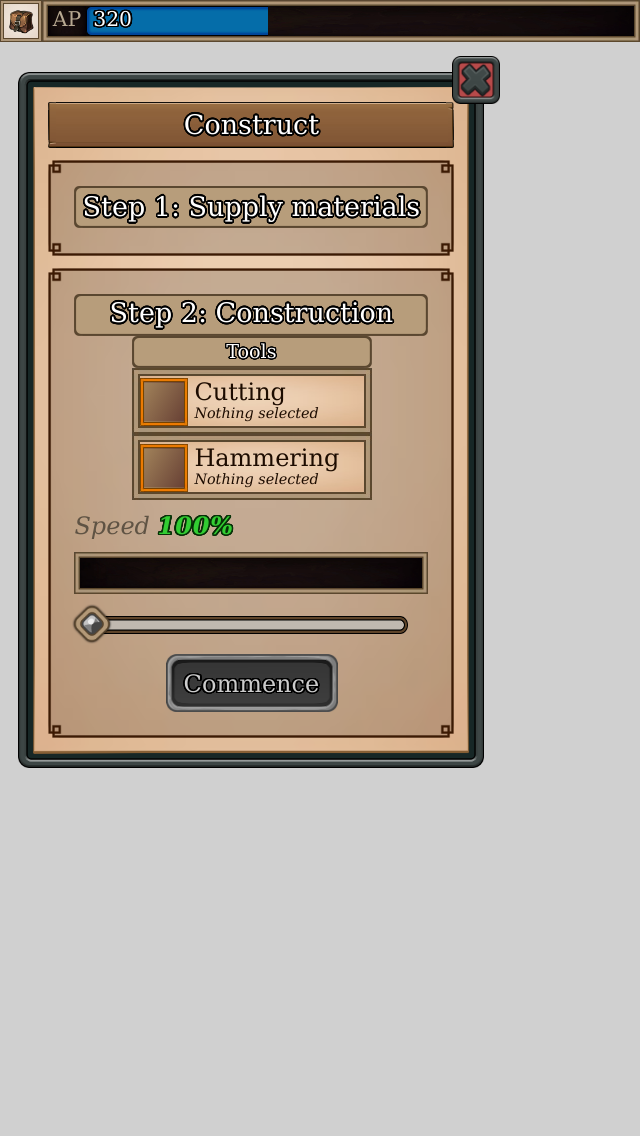 AP 320
Construct
Step 1: Supply materials
Step 2: Construction
Tools
Cutting
Nothing selected
Hammering
Nothing selected
Speed 100%
Commence